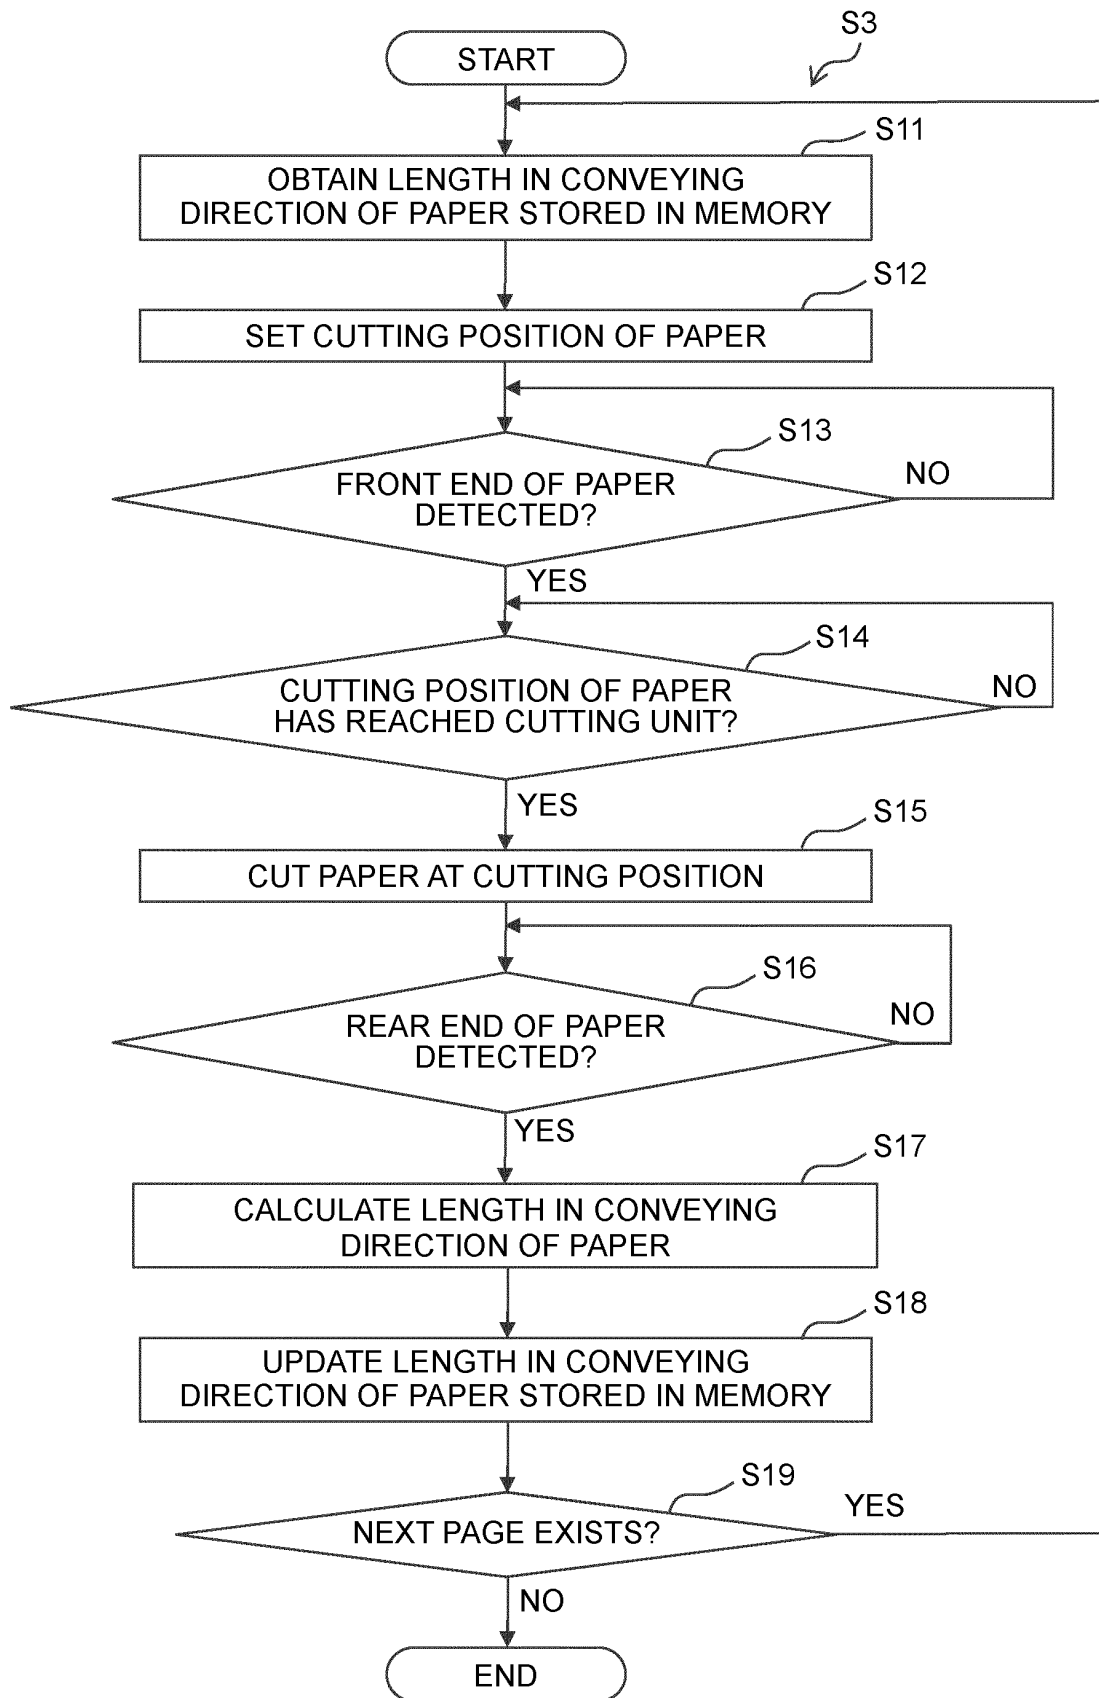 S3
START
S11
OBTAIN LENGTH IN CONVEYING
DIRECTION OF PAPER STORED IN MEMORY
S12
SET CUTTING POSITION OF PAPER
S13
FRONT END OF PAPER
DETECTED?
NO
YES
S14
CUTTING POSITION OF PAPER
HAS REACHED CUTTING UNIT?
NO
YES
S15
CUT PAPER AT CUTTING POSITION
S16
REAR END OF PAPER
DETECTED?
NO
YES
S17
CALCULATE LENGTH IN CONVEYING
DIRECTION OF PAPER
S18
UPDATE LENGTH IN CONVEYING
DIRECTION OF PAPER STORED IN MEMORY
S19
NEXT PAGE EXISTS?
YES
NO
END